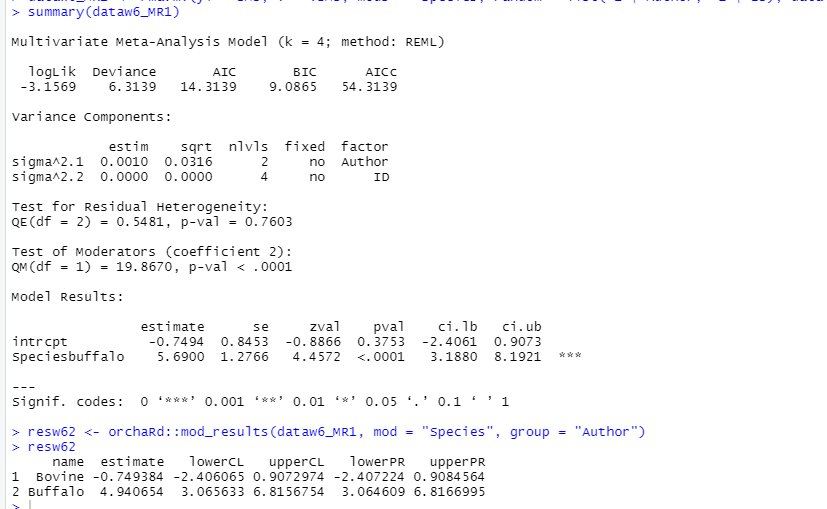 > summary(dataw6_MR1)
Multivariate Meta-Analysis Model (k = 4; method: REML)
logLik Deviance AIC BIC AICc
-3.1569 6.3139 14.3139 9.0865 54.3139
Variance Components:
estim sqrt nlvls fixed factor
sigma^2.1 0.0010 0.0316 2 no Author
sigma^2.2 0.0000 0.0000 4 no ID
Test for Residual Heterogeneity:
QE(df = 2) = 0.5481, p-val = 0.7603
Test of Moderators (coefficient 2):
QM(df = 1) = 19.8670, p-val < .0001
Model Results:
estimate se zval pval ci.lb ci.ub
intrcpt -0.7494 0.8453 -0.8866 0.3753 -2.4061 0.9073
Speciesbuffalo 5.6900 1.2766 4.4572 <.0001 3.1880 8.1921 ***
---
Signif. codes: 0 ‘***’ 0.001 ‘**’ 0.01 ‘*’ 0.05 ‘.’ 0.1 ‘ ’ 1
> resw62 <- orchaRd::mod_results(dataw6_MR1, mod = "Species", group = "Author")
> resw62
name estimate lowerCL upperCL lowerPR upperPR
1 Bovine -0.749384 -2.406065 0.9072974 -2.407224 0.9084564
2 Buffalo 4.940654 3.065633 6.8156754 3.064609 6.8166995
>